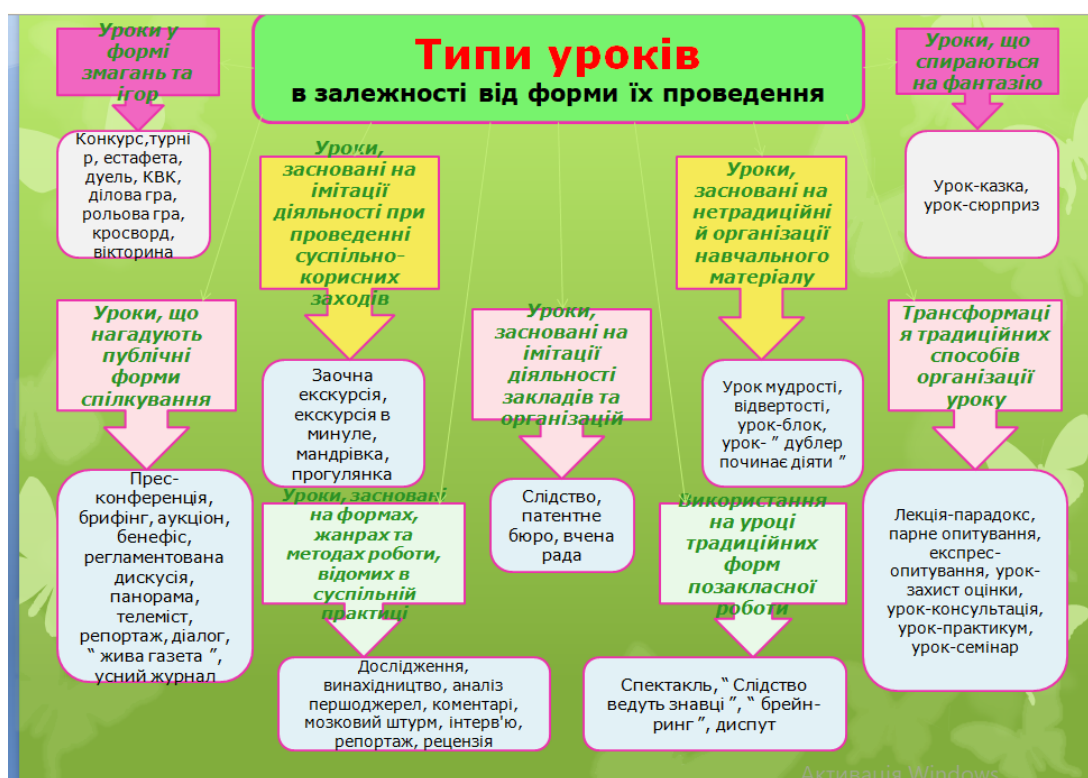 Типи уроків
в залежності від форми їх проведення
Уроки у
формі
змагань та
ігор
Конкурс,турні
р, естафета,
дуель, КВК,
ділова гра,
рольова гра,
кросворд,
вікторина
Уроки,
засновані на
імітації
діяльності при
проведенні
суспільно-
корисних
заходів
Заочна
екскурсія,
екскурсія в
минуле,
мандрівка,
прогулянка
Уроки,
засновані на
нетрадиційні
й організації
навчального
матеріалу
Урок мудрості,
відвертості,
урок-блок,
урок- ” дублер
починає діяти ”
Уроки, що
спираються
на фантазію
Урок-казка,
урок-сюрприз
Уроки, що
нагадують
публічні
форми
спілкування
Прес-
конференція,
брифінг, аукціон,
бенефіс,
регламентована
дискусія,
панорама,
телеміст,
репортаж, діалог,
“ жива газета ”,
усний журнал
Уроки, засновані
на формах,
жанрах та
методах роботи,
відомих в
суспільній
практиці
Дослідження,
винахідництво, аналіз
першоджерел, коментарі,
мозковий штурм, інтерв'ю,
репортаж, рецензія
Уроки,
засновані на
імітації
діяльності
закладів та
організацій
Слідство,
патентне
бюро, вчена
рада
Використання
на уроці
традиційних
форм
позакласної
роботи
Спектакль, “ Слідство
ведуть знавці ”, “ брейн-
ринг ”, диспут
Трансформаці
я традиційних
способів
організації
уроку
Лекція-парадокс,
парне опитування,
експрес-
опитування, урок-
захист оцінки,
урок-консультація,
урок-практикум,
урок-семінар
Активація Windows